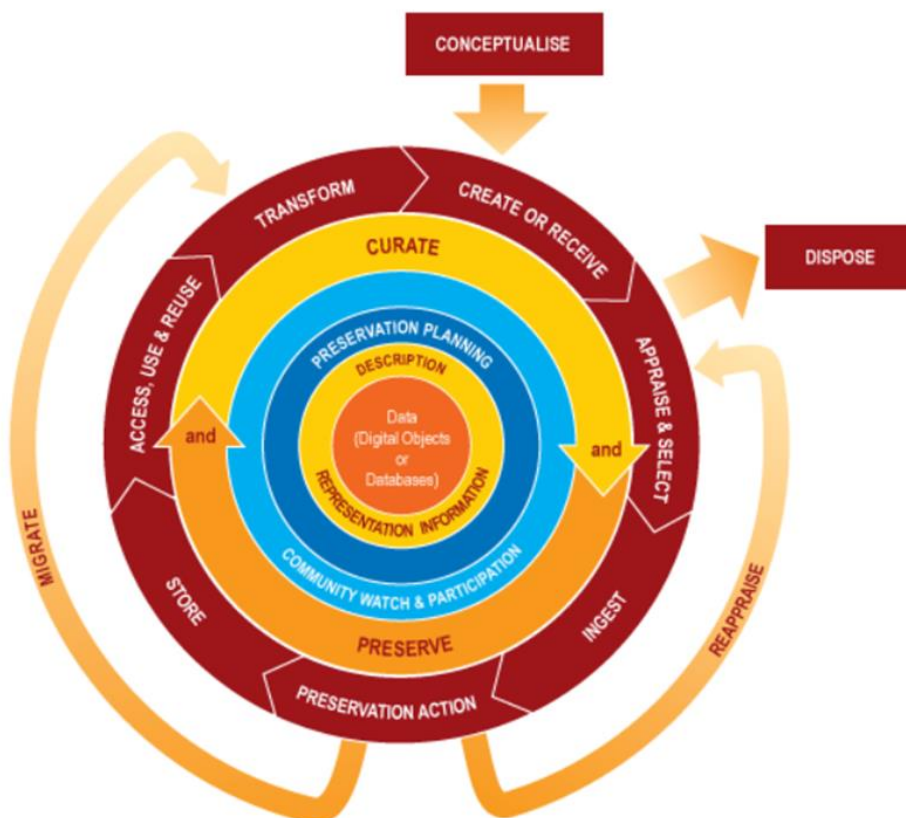 CONCEPTUALISE
TRANSFORM
CREATE OR RECEIVE
DISPOSE
CURATE
ACCESS, USE & REUSE
APPRAISE & SELECT
PRESERVATION PLANNING
DESCRIPTION
Data
(Digital Objects
or
Databases)
and
and
REPRESENTATION INFORMATION
COMMUNITY WATCH & PARTICIPATION
MIGRATE
STORE
PRESERVE
INGEST
REAPPRAISE
PRESERVATION ACTION